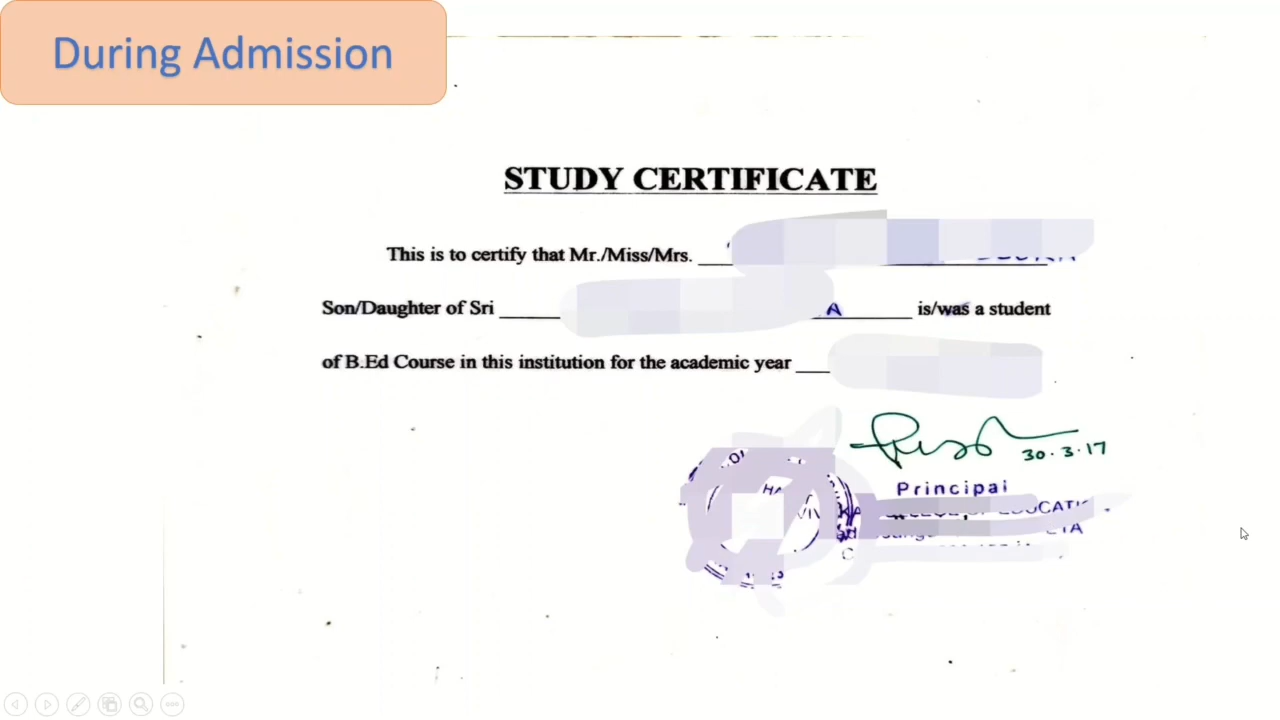 During Admission
STUDY CERTIFICATE
This is to certify that Mr./Miss/Mrs.
Son/Daughter of Sri A is/was a student
of B.Ed Course in this institution for the academic year
30.3.17
Principal